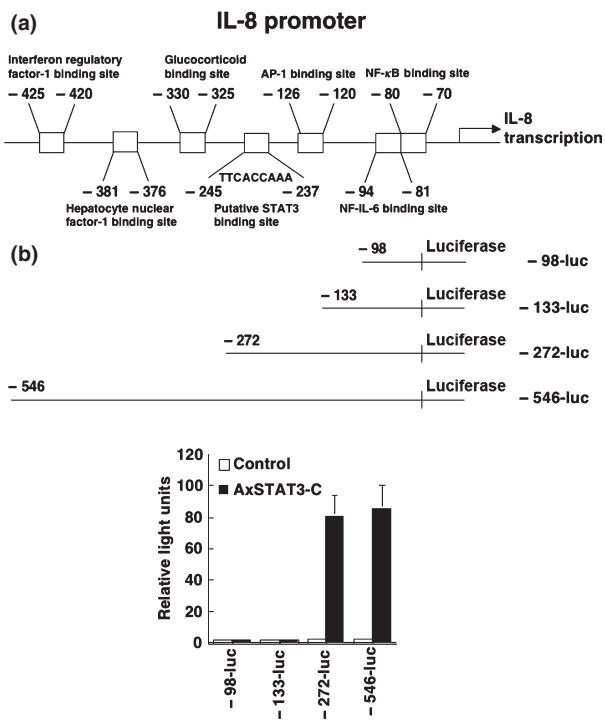 (a)
IL-8 promoter
Interferon regulatory
factor-1 binding site
Glucocorticoid
binding site
AP-1 binding site
NF-κB binding site
– 425
– 420
– 330
– 325
– 126
– 120
– 80
– 70
IL-8
transcription
TTCACCAAA
– 381
– 376
– 245
– 237
– 94
– 81
Hepatocyte nuclear
factor-1 binding site
Putative STAT3
binding site
NF-IL-6 binding site
(b)
– 98
Luciferase
– 98-luc
– 133
Luciferase
– 133-luc
– 272
Luciferase
– 272-luc
– 546
Luciferase
– 546-luc
Relative light units
120
100
80
60
40
20
0
Control
AxSTAT3-C
– 98-luc
– 133-luc
– 272-luc
– 546-luc